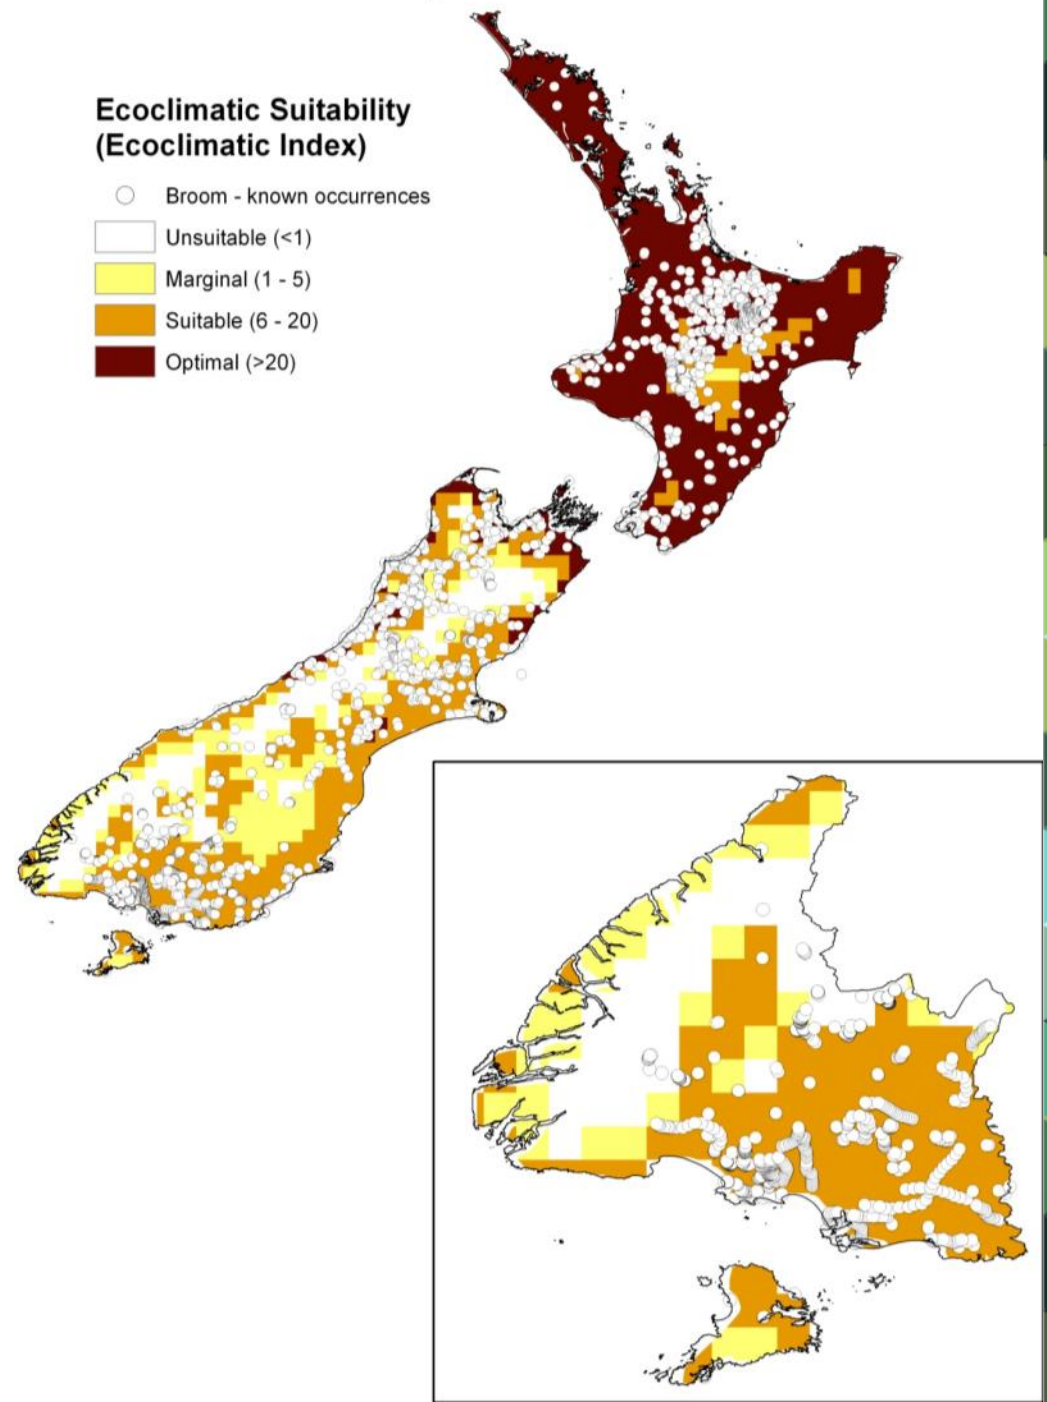 Ecoclimatic Suitability
(Ecoclimatic Index)
Broom - known occurrences
Unsuitable (<1)
Marginal (1 - 5)
Suitable (6 - 20)
Optimal (>20)